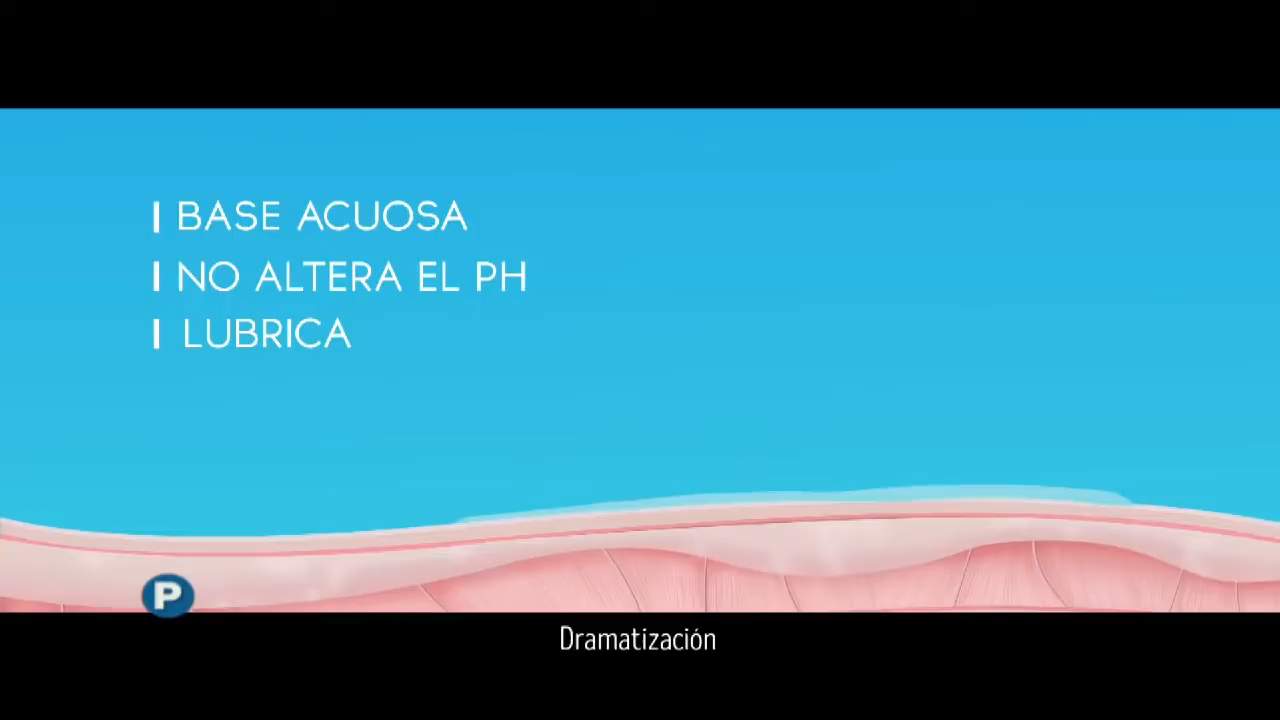 BASE ACUOSA
NO ALTERA EL PH
LUBRICA
P
Dramatización